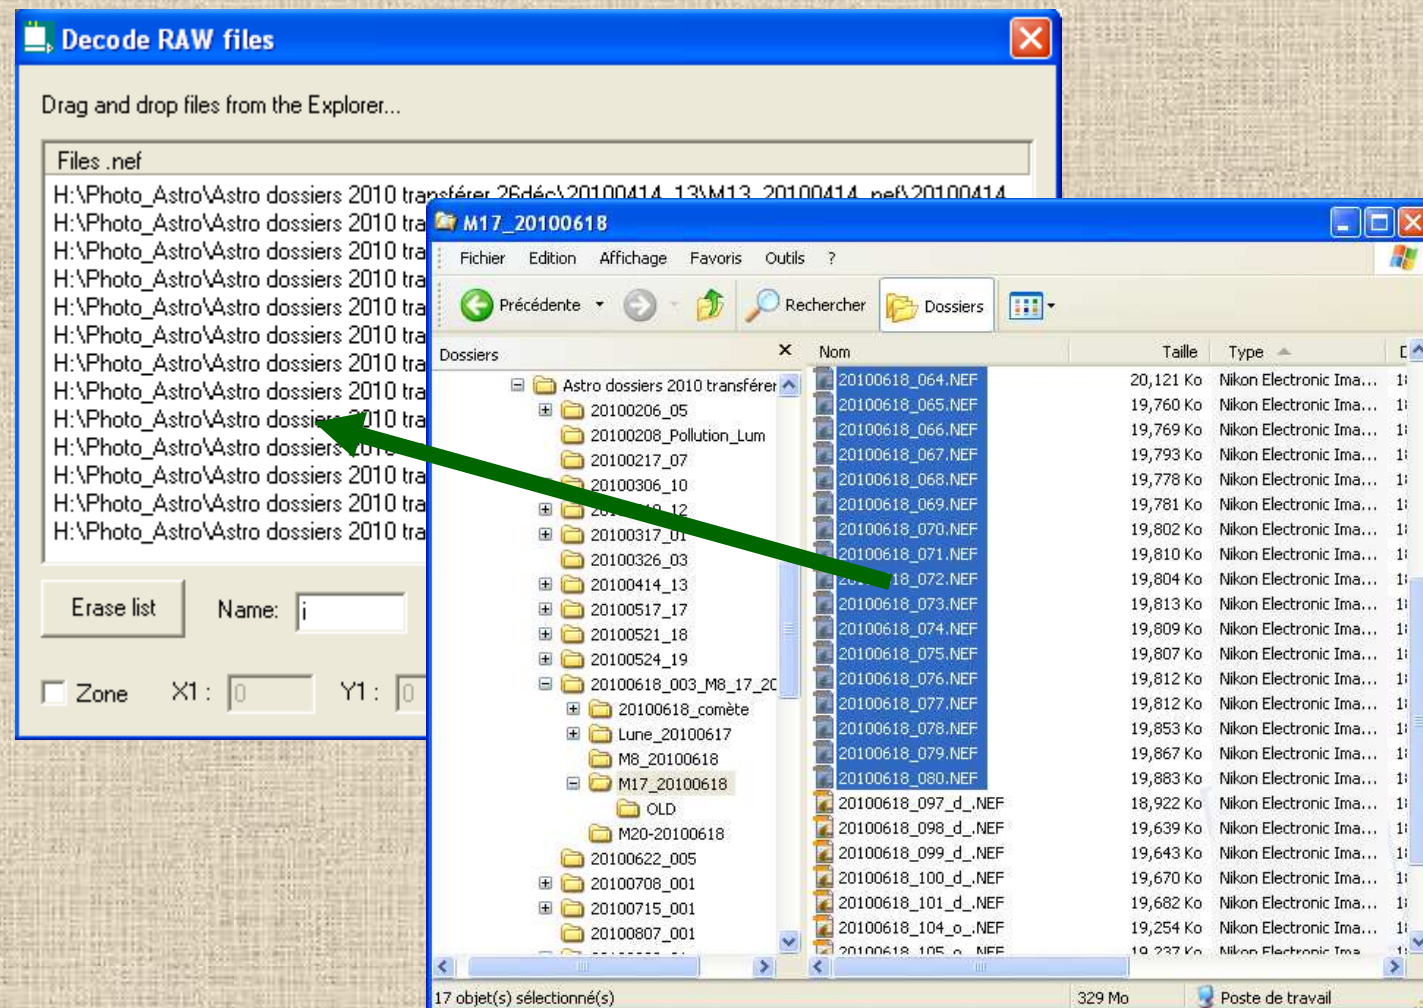 Decode RAW files
Drag and drop files from the Explorer...
Files .nef
H:\Photo_Astro\Astro dossiers 2010 transférer 26déc\20100414_13\M13_20100414_nef\20100414
H:\Photo_Astro\Astro dossiers 2010 tra
H:\Photo_Astro\Astro dossiers 2010 tra
H:\Photo_Astro\Astro dossiers 2010 tra
H:\Photo_Astro\Astro dossiers 2010 tra
H:\Photo_Astro\Astro dossiers 2010 tra
H:\Photo_Astro\Astro dossiers 2010 tra
H:\Photo_Astro\Astro dossiers 2010 tra
H:\Photo_Astro\Astro dossiers 2010 tra
H:\Photo_Astro\Astro dossiers
H:\Photo_Astro\Astro dossiers 2010 tra
H:\Photo_Astro\Astro dossiers 2010 tra
H:\Photo_Astro\Astro dossiers 2010 tra
Erase list Name: i
Zone X1 : 0 Y1 : 0
M17_20100618
Fichier Edition Affichage Favoris Outils ?
Précédente Rechercher Dossiers
Dossiers
Astro dossiers 2010 transférer
20100206_05
20100208_Pollution_Lum
20100217_07
20100306_10
20100317_01
20100326_03
20100414_13
20100517_17
20100521_18
20100524_19
20100618_003_M8_17_20
20100618_comète
Lune_20100617
M8_20100618
M17_20100618
OLD
M20-20100618
20100622_005
20100708_001
20100715_001
20100807_001
Nom Taille Type
20100618_064.NEF 20,121 Ko Nikon Electronic Ima...
20100618_065.NEF 19,760 Ko Nikon Electronic Ima...
20100618_066.NEF 19,769 Ko Nikon Electronic Ima...
20100618_067.NEF 19,793 Ko Nikon Electronic Ima...
20100618_068.NEF 19,778 Ko Nikon Electronic Ima...
20100618_069.NEF 19,781 Ko Nikon Electronic Ima...
20100618_070.NEF 19,802 Ko Nikon Electronic Ima...
20100618_071.NEF 19,810 Ko Nikon Electronic Ima...
20100618_072.NEF 19,804 Ko Nikon Electronic Ima...
20100618_073.NEF 19,813 Ko Nikon Electronic Ima...
20100618_074.NEF 19,809 Ko Nikon Electronic Ima...
20100618_075.NEF 19,807 Ko Nikon Electronic Ima...
20100618_076.NEF 19,812 Ko Nikon Electronic Ima...
20100618_077.NEF 19,812 Ko Nikon Electronic Ima...
20100618_078.NEF 19,853 Ko Nikon Electronic Ima...
20100618_079.NEF 19,867 Ko Nikon Electronic Ima...
20100618_080.NEF 19,883 Ko Nikon Electronic Ima...
20100618_097_d_.NEF 18,922 Ko Nikon Electronic Ima...
20100618_098_d_.NEF 19,639 Ko Nikon Electronic Ima...
20100618_099_d_.NEF 19,643 Ko Nikon Electronic Ima...
20100618_100_d_.NEF 19,670 Ko Nikon Electronic Ima...
20100618_101_d_.NEF 19,682 Ko Nikon Electronic Ima...
20100618_104_o_.NEF 19,254 Ko Nikon Electronic Ima...
20100618_105_o_.NEF 19,237 Ko Nikon Electronic Ima...
17 objet(s) sélectionné(s) 329 Mo Poste de travail